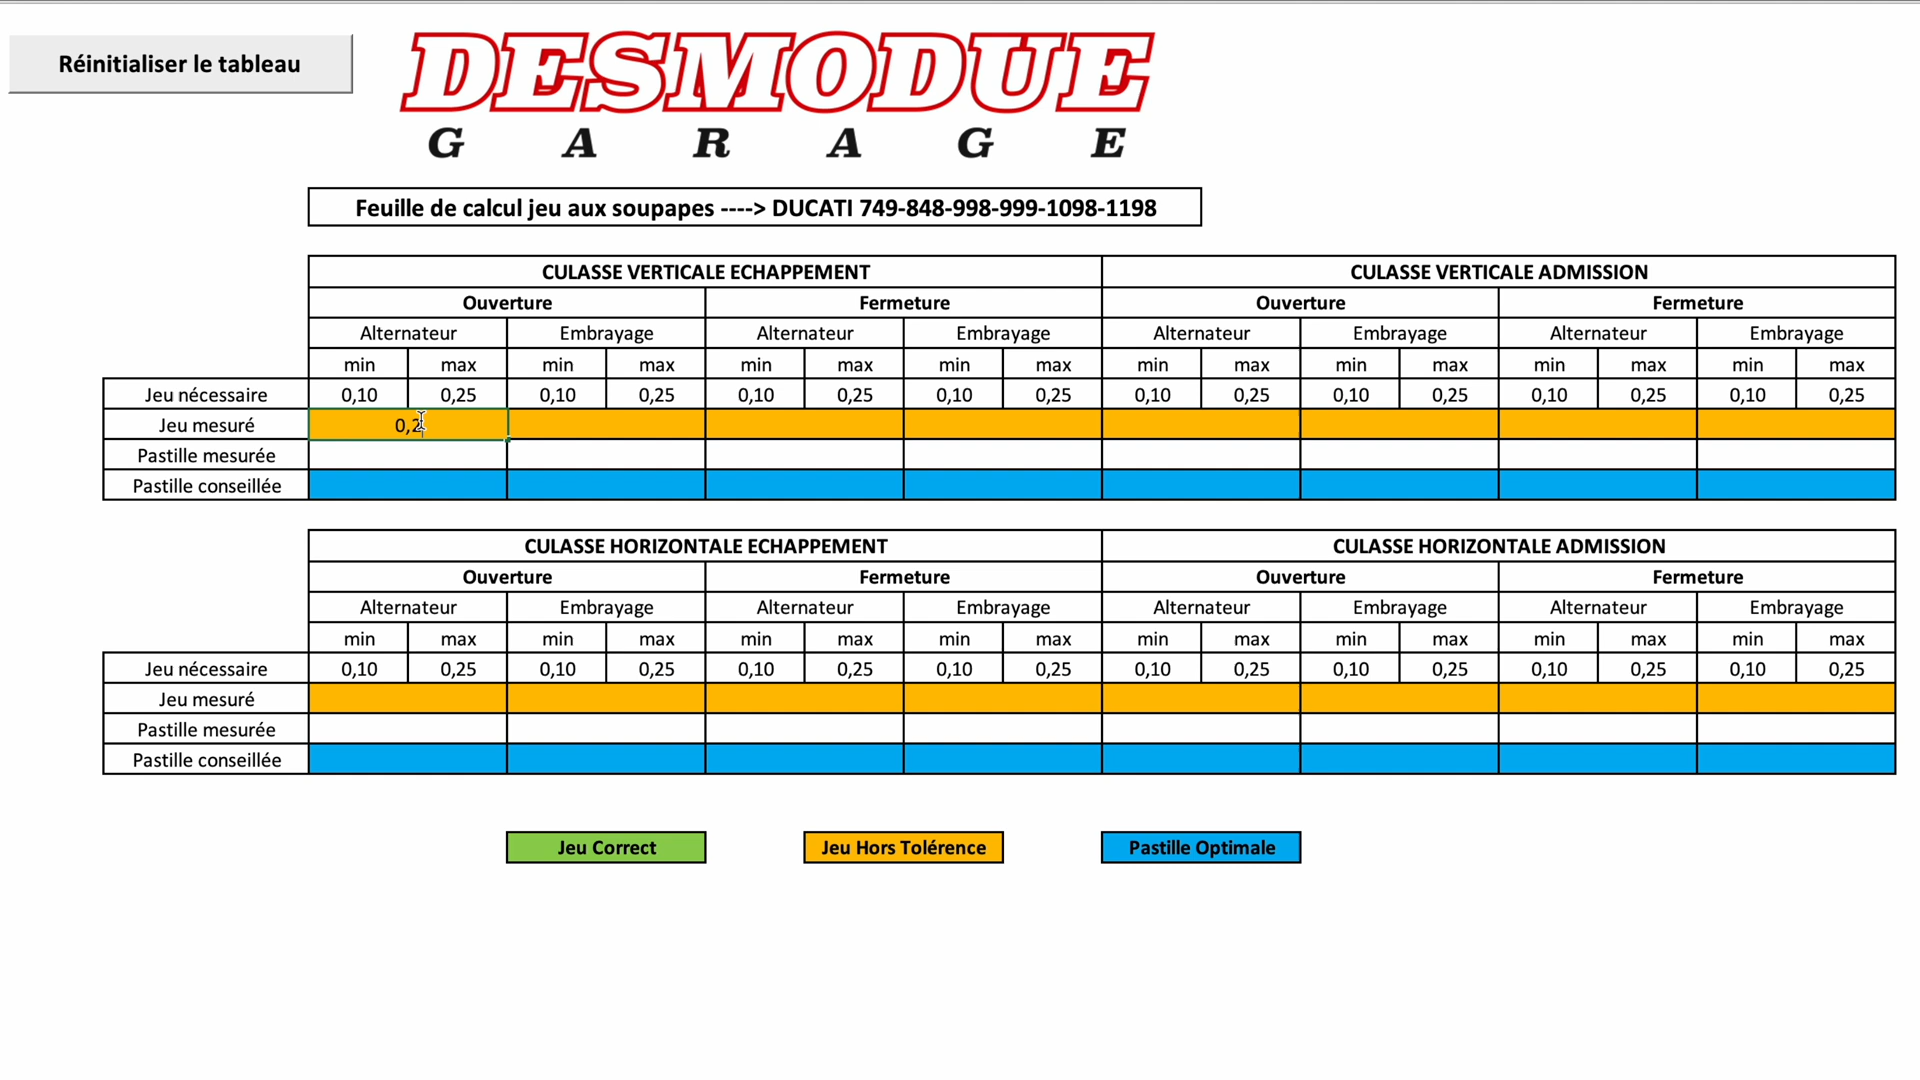 Réinitialiser le tableau
DESMODUE
GARAGE
Feuille de calcul jeu aux soupapes ----> DUCATI 749-848-998-999-1098-1198
CULASSE VERTICALE ECHAPPEMENT CULASSE VERTICALE ADMISSION
Ouverture Fermeture Ouverture Fermeture
Alternateur Embrayage Alternateur Embrayage Alternateur Embrayage Alternateur Embrayage
min max min max min max min max min max min max min max min max
Jeu nécessaire 0,10 0,25 0,10 0,25 0,10 0,25 0,10 0,25 0,10 0,25 0,10 0,25 0,10 0,25 0,10 0,25
Jeu mesuré 0,2
Pastille mesurée
Pastille conseillée
CULASSE HORIZONTALE ECHAPPEMENT CULASSE HORIZONTALE ADMISSION
Ouverture Fermeture Ouverture Fermeture
Alternateur Embrayage Alternateur Embrayage Alternateur Embrayage Alternateur Embrayage
min max min max min max min max min max min max min max min max
Jeu nécessaire 0,10 0,25 0,10 0,25 0,10 0,25 0,10 0,25 0,10 0,25 0,10 0,25 0,10 0,25 0,10 0,25
Jeu mesuré
Pastille mesurée
Pastille conseillée
Jeu Correct Jeu Hors Tolérence Pastille Optimale